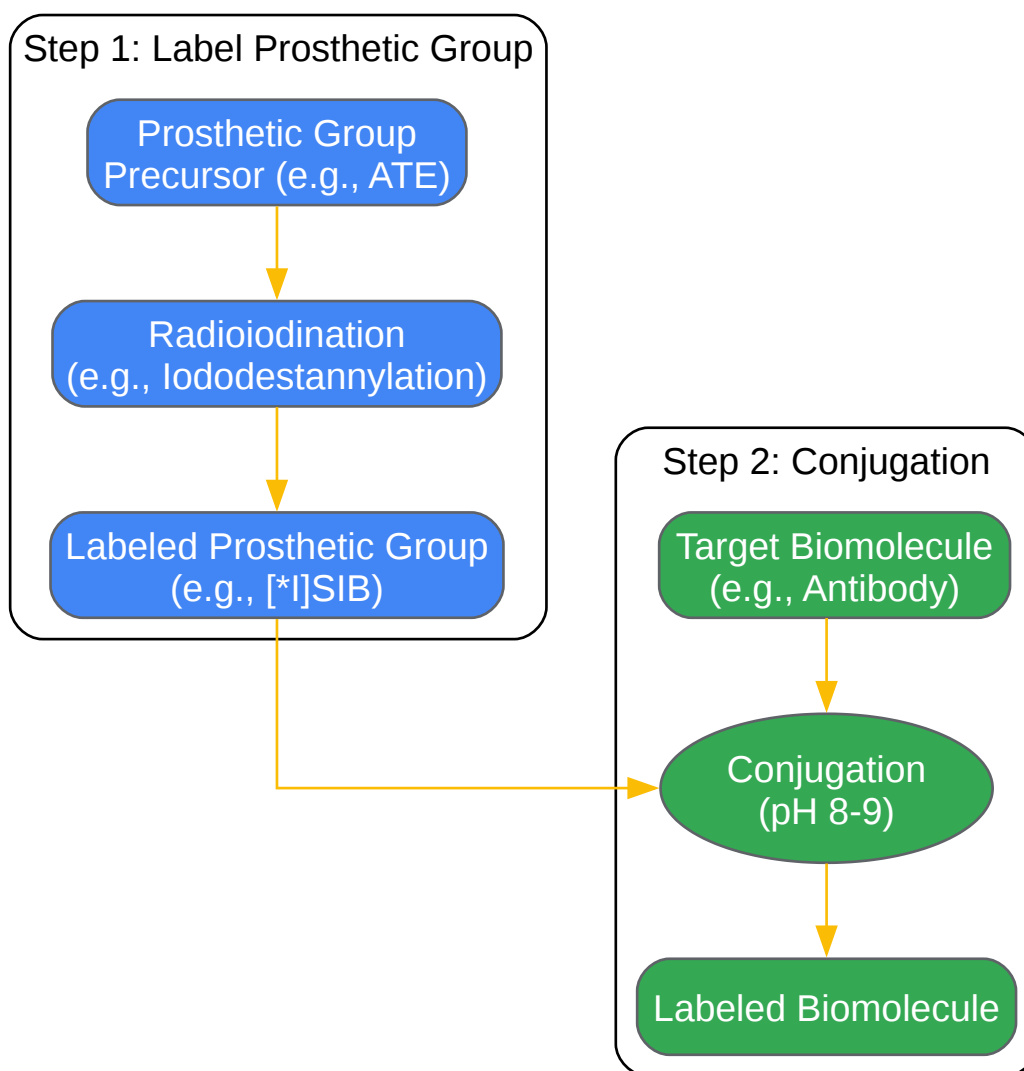 Step 1: Label Prosthetic Group
Prosthetic Group
Precursor (e.g., ATE)
Radioiodination
(e.g., Iododestannylation)
Labeled Prosthetic Group
(e.g., [*I]SIB)
Step 2: Conjugation
Target Biomolecule
(e.g., Antibody)
Conjugation
(pH 8-9)
Labeled Biomolecule